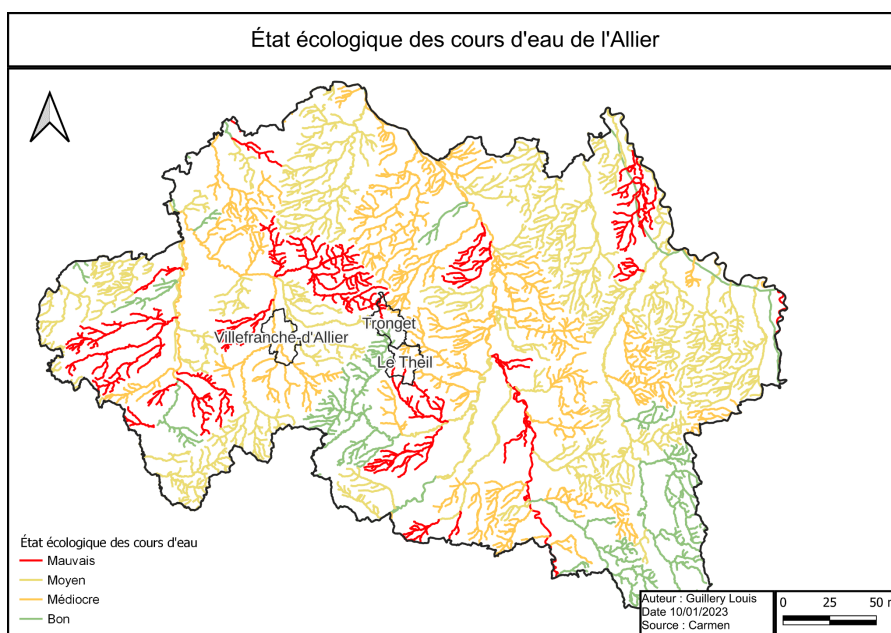 État écologique des cours d'eau de l'Allier
Tronget
Villefranche-d'Allier
Le Theil
État écologique des cours d'eau
Mauvais
Moyen
Médiocre
Bon
Auteur : Guillery Louis
Date 10/01/2023
Source : Carmen
0 25 50 m